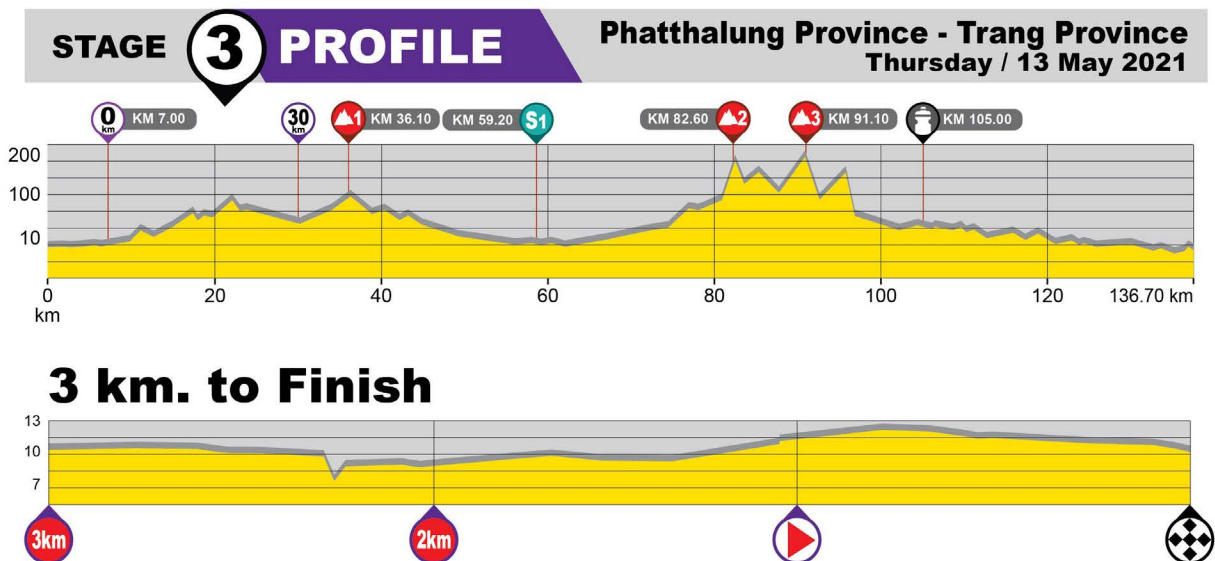 STAGE 3 PROFILE
Phatthalung Province - Trang Province
Thursday / 13 May 2021
0 km KM 7.00 30 km 1 KM 36.10 KM 59.20 S1 KM 82.60 2 3 KM 91.10 KM 105.00
200
100
10
0 20 40 60 80 100 120 136.70 km
km
3 km. to Finish
13
10
7
3km 2km